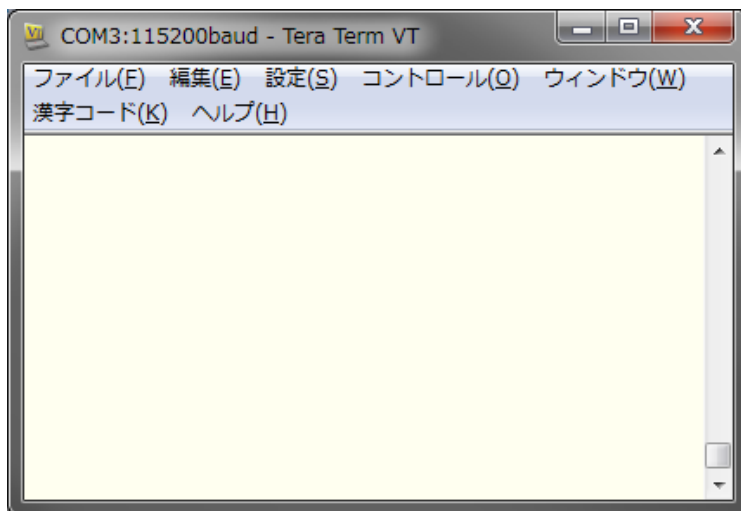 COM3:115200baud - Tera Term VT
ファイル(F) 編集(E) 設定(S) コントロール(O) ウィンドウ(W)
漢字コード(K) ヘルプ(H)